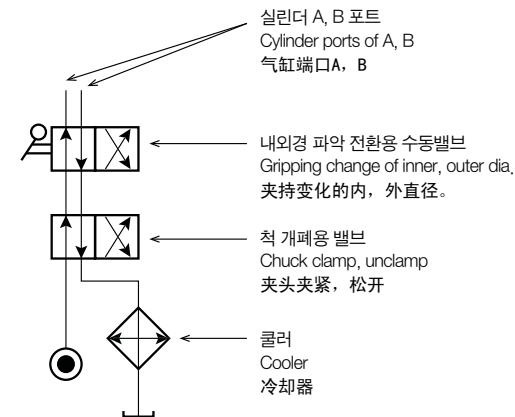 실린더 A, B 포트
Cylinder ports of A, B
气缸端口A，B
내외경 파악 전환용 수동밸브
Gripping change of inner, outer dia.
夹持变化的内，外直径。
척 개폐용 밸브
Chuck clamp, unclamp
夹头夹紧，松开
쿨러
Cooler
冷却器